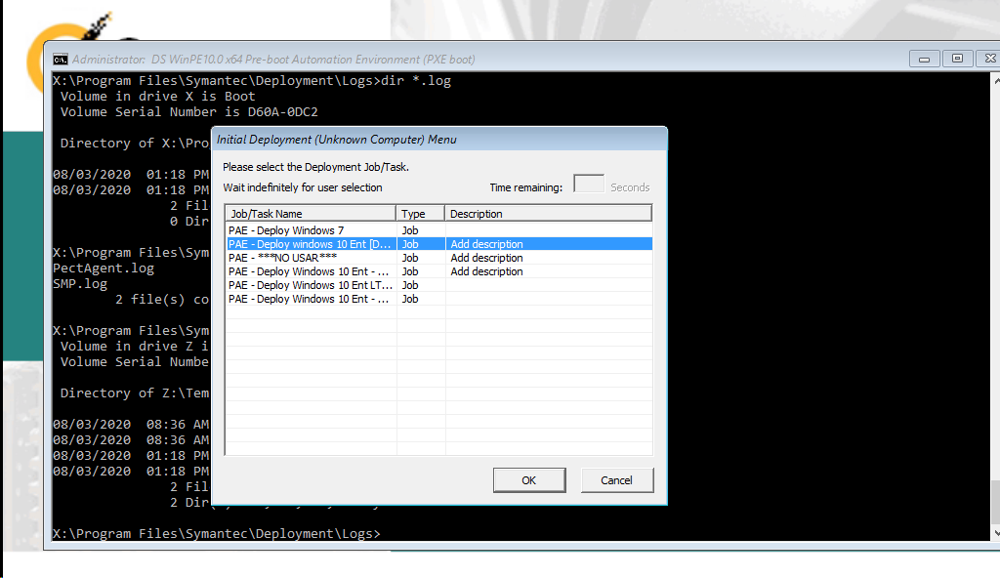 Administrator: DS WinPE10.0 x64 Pre-boot Automation Environment (PXE boot)
X:\Program Files\Symantec\Deployment\Logs>dir *.log
Volume in drive X is Boot
Volume Serial Number is D60A-0DC2
Directory of X:\Pro
08/03/2020 01:18 PM
08/03/2020 01:18 PM
2 Fil
0 Dir
X:\Program Files\Sym
PectAgent.log
SMP.log
2 file(s) co
X:\Program Files\Sym
Volume in drive Z i
Volume Serial Numbe
Directory of Z:\Tem
08/03/2020 08:36 AM
08/03/2020 08:36 AM
08/03/2020 01:18 PM
08/03/2020 01:18 PM
2 Fil
2 Dir
X:\Program Files\Symantec\Deployment\Logs>
Initial Deployment (Unknown Computer) Menu
Please select the Deployment Job/Task.
Wait indefinitely for user selection Time remaining: Seconds
Job/Task Name Type Description
PAE - Deploy Windows 7 Job
PAE - Deploy windows 10 Ent [D... Job Add description
PAE - ***NO USAR*** Job Add description
PAE - Deploy Windows 10 Ent - ... Job Add description
PAE - Deploy Windows 10 Ent LT... Job
PAE - Deploy Windows 10 Ent - ... Job
OK Cancel